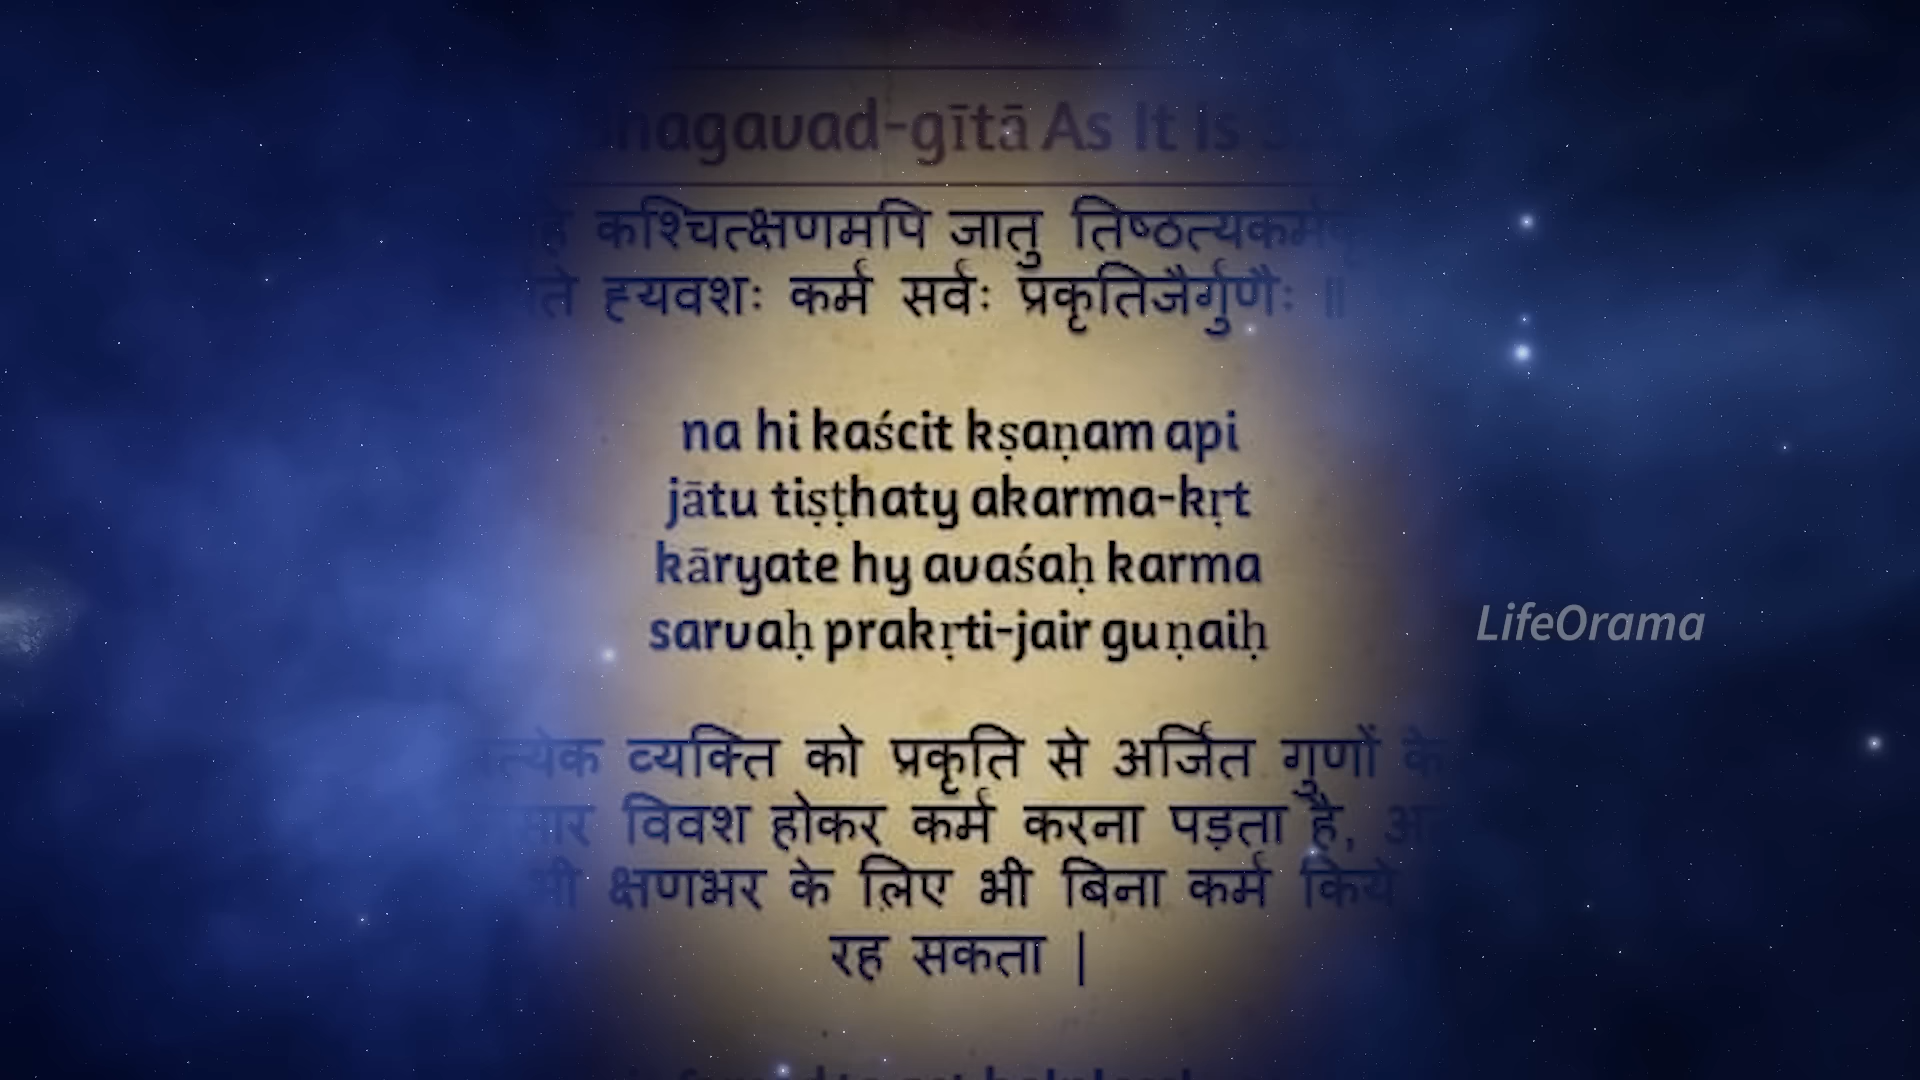 hagavad-gītā As It Is
कश्चित्क्षणमपि जातु तिष्ठत्यकर्म
ते ह्यवशः कर्म सर्वः प्रकृतिजैर्गुणैः ॥
na hi kaścit kṣaṇam api
jātu tiṣṭhaty akarma-kṛt
kāryate hy avaśaḥ karma
sarvaḥ prakṛti-jair guṇaiḥ
LifeOrama
त्येक व्यक्ति को प्रकृति से अर्जित गुणों के
सार विवश होकर कर्म करना पड़ता है, अ
भी क्षणभर के लिए भी बिना कर्म किये
रह सकता |